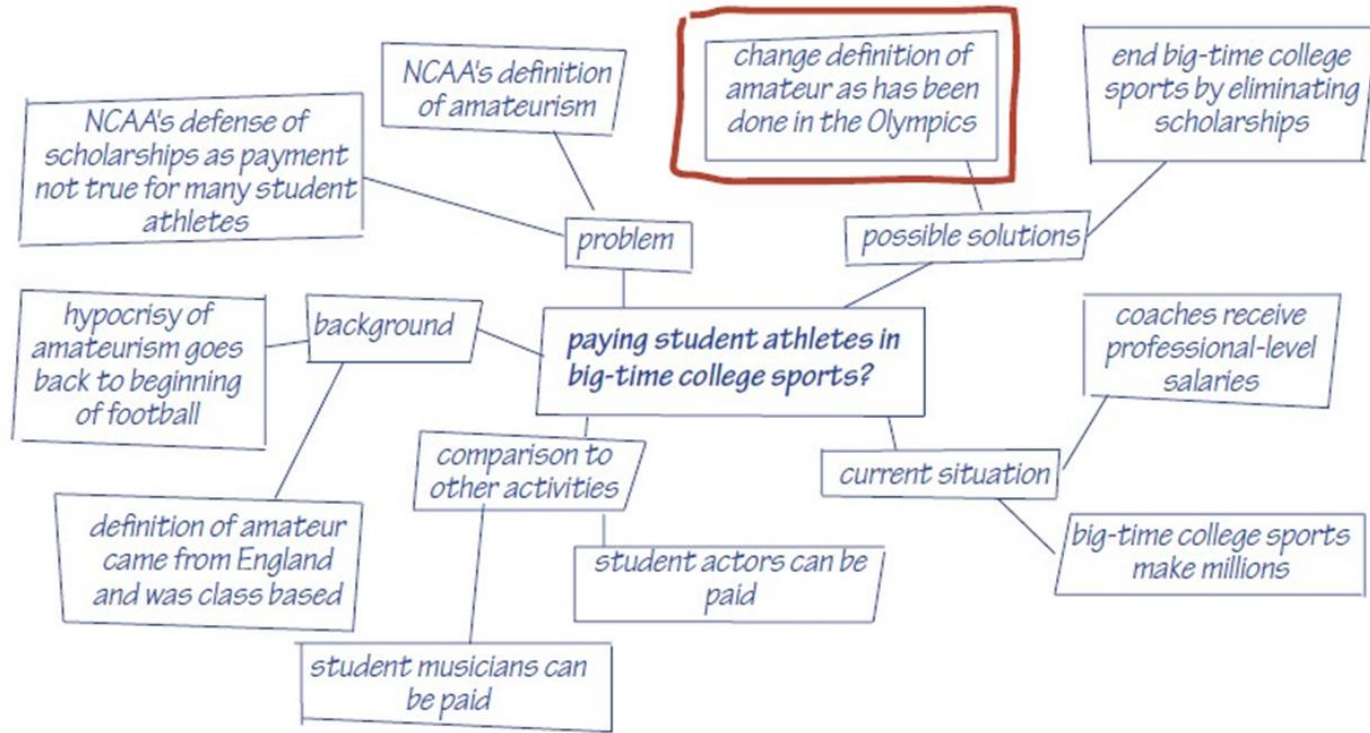 NCAA's definition
of amateurism
change definition of
amateur as has been
done in the Olympics
end big-time college
sports by eliminating
scholarships
NCAA's defense of
scholarships as payment
not true for many student
athletes
problem
possible solutions
hypocrisy of
amateurism goes
back to beginning
of football
background
paying student athletes in
big-time college sports?
coaches receive
professional-level
salaries
comparison to
other activities
current situation
definition of amateur
came from England
and was class based
student actors can be
paid
big-time college sports
make millions
student musicians can
be paid